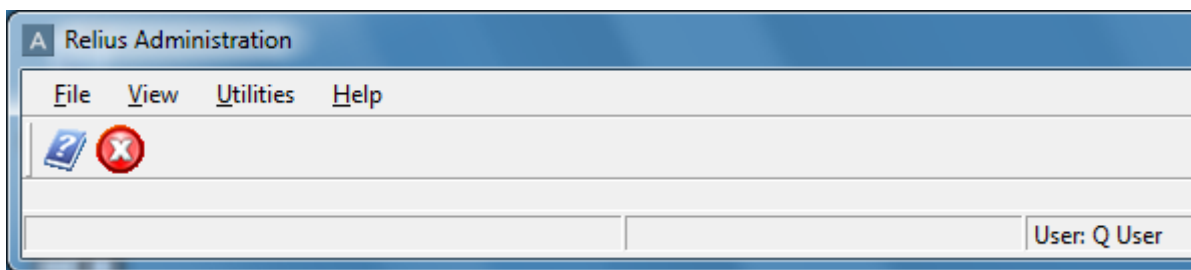 A Relius Administration
File View Utilities Help
User: Q User